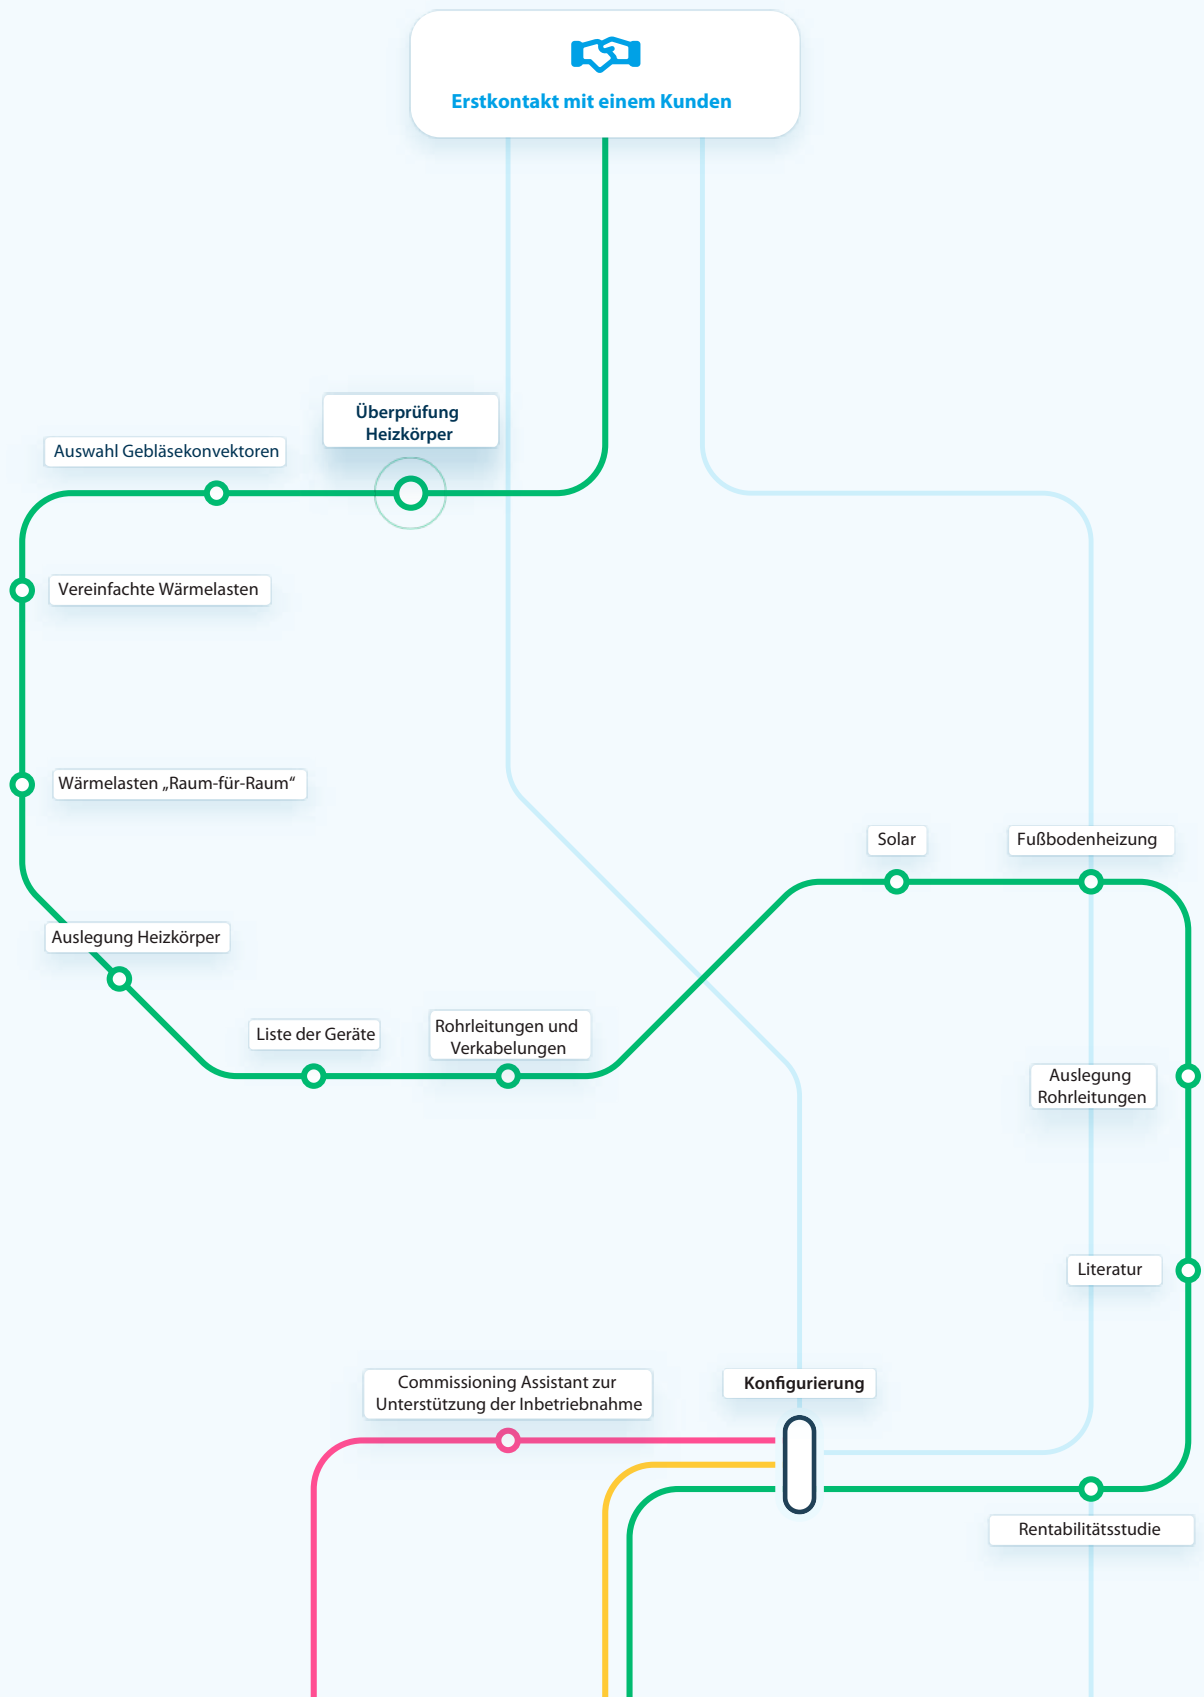 Erstkontakt mit einem Kunden
Überprüfung
Heizkörper
Auswahl Gebläsekonvektoren
Vereinfachte Wärmelasten
Wärmelasten „Raum-für-Raum“
Solar
Fußbodenheizung
Auslegung Heizkörper
Liste der Geräte
Rohrleitungen und
Verkabelungen
Auslegung
Rohrleitungen
Literatur
Commissioning Assistant zur
Unterstützung der Inbetriebnahme
Konfigurierung
Rentabilitätsstudie